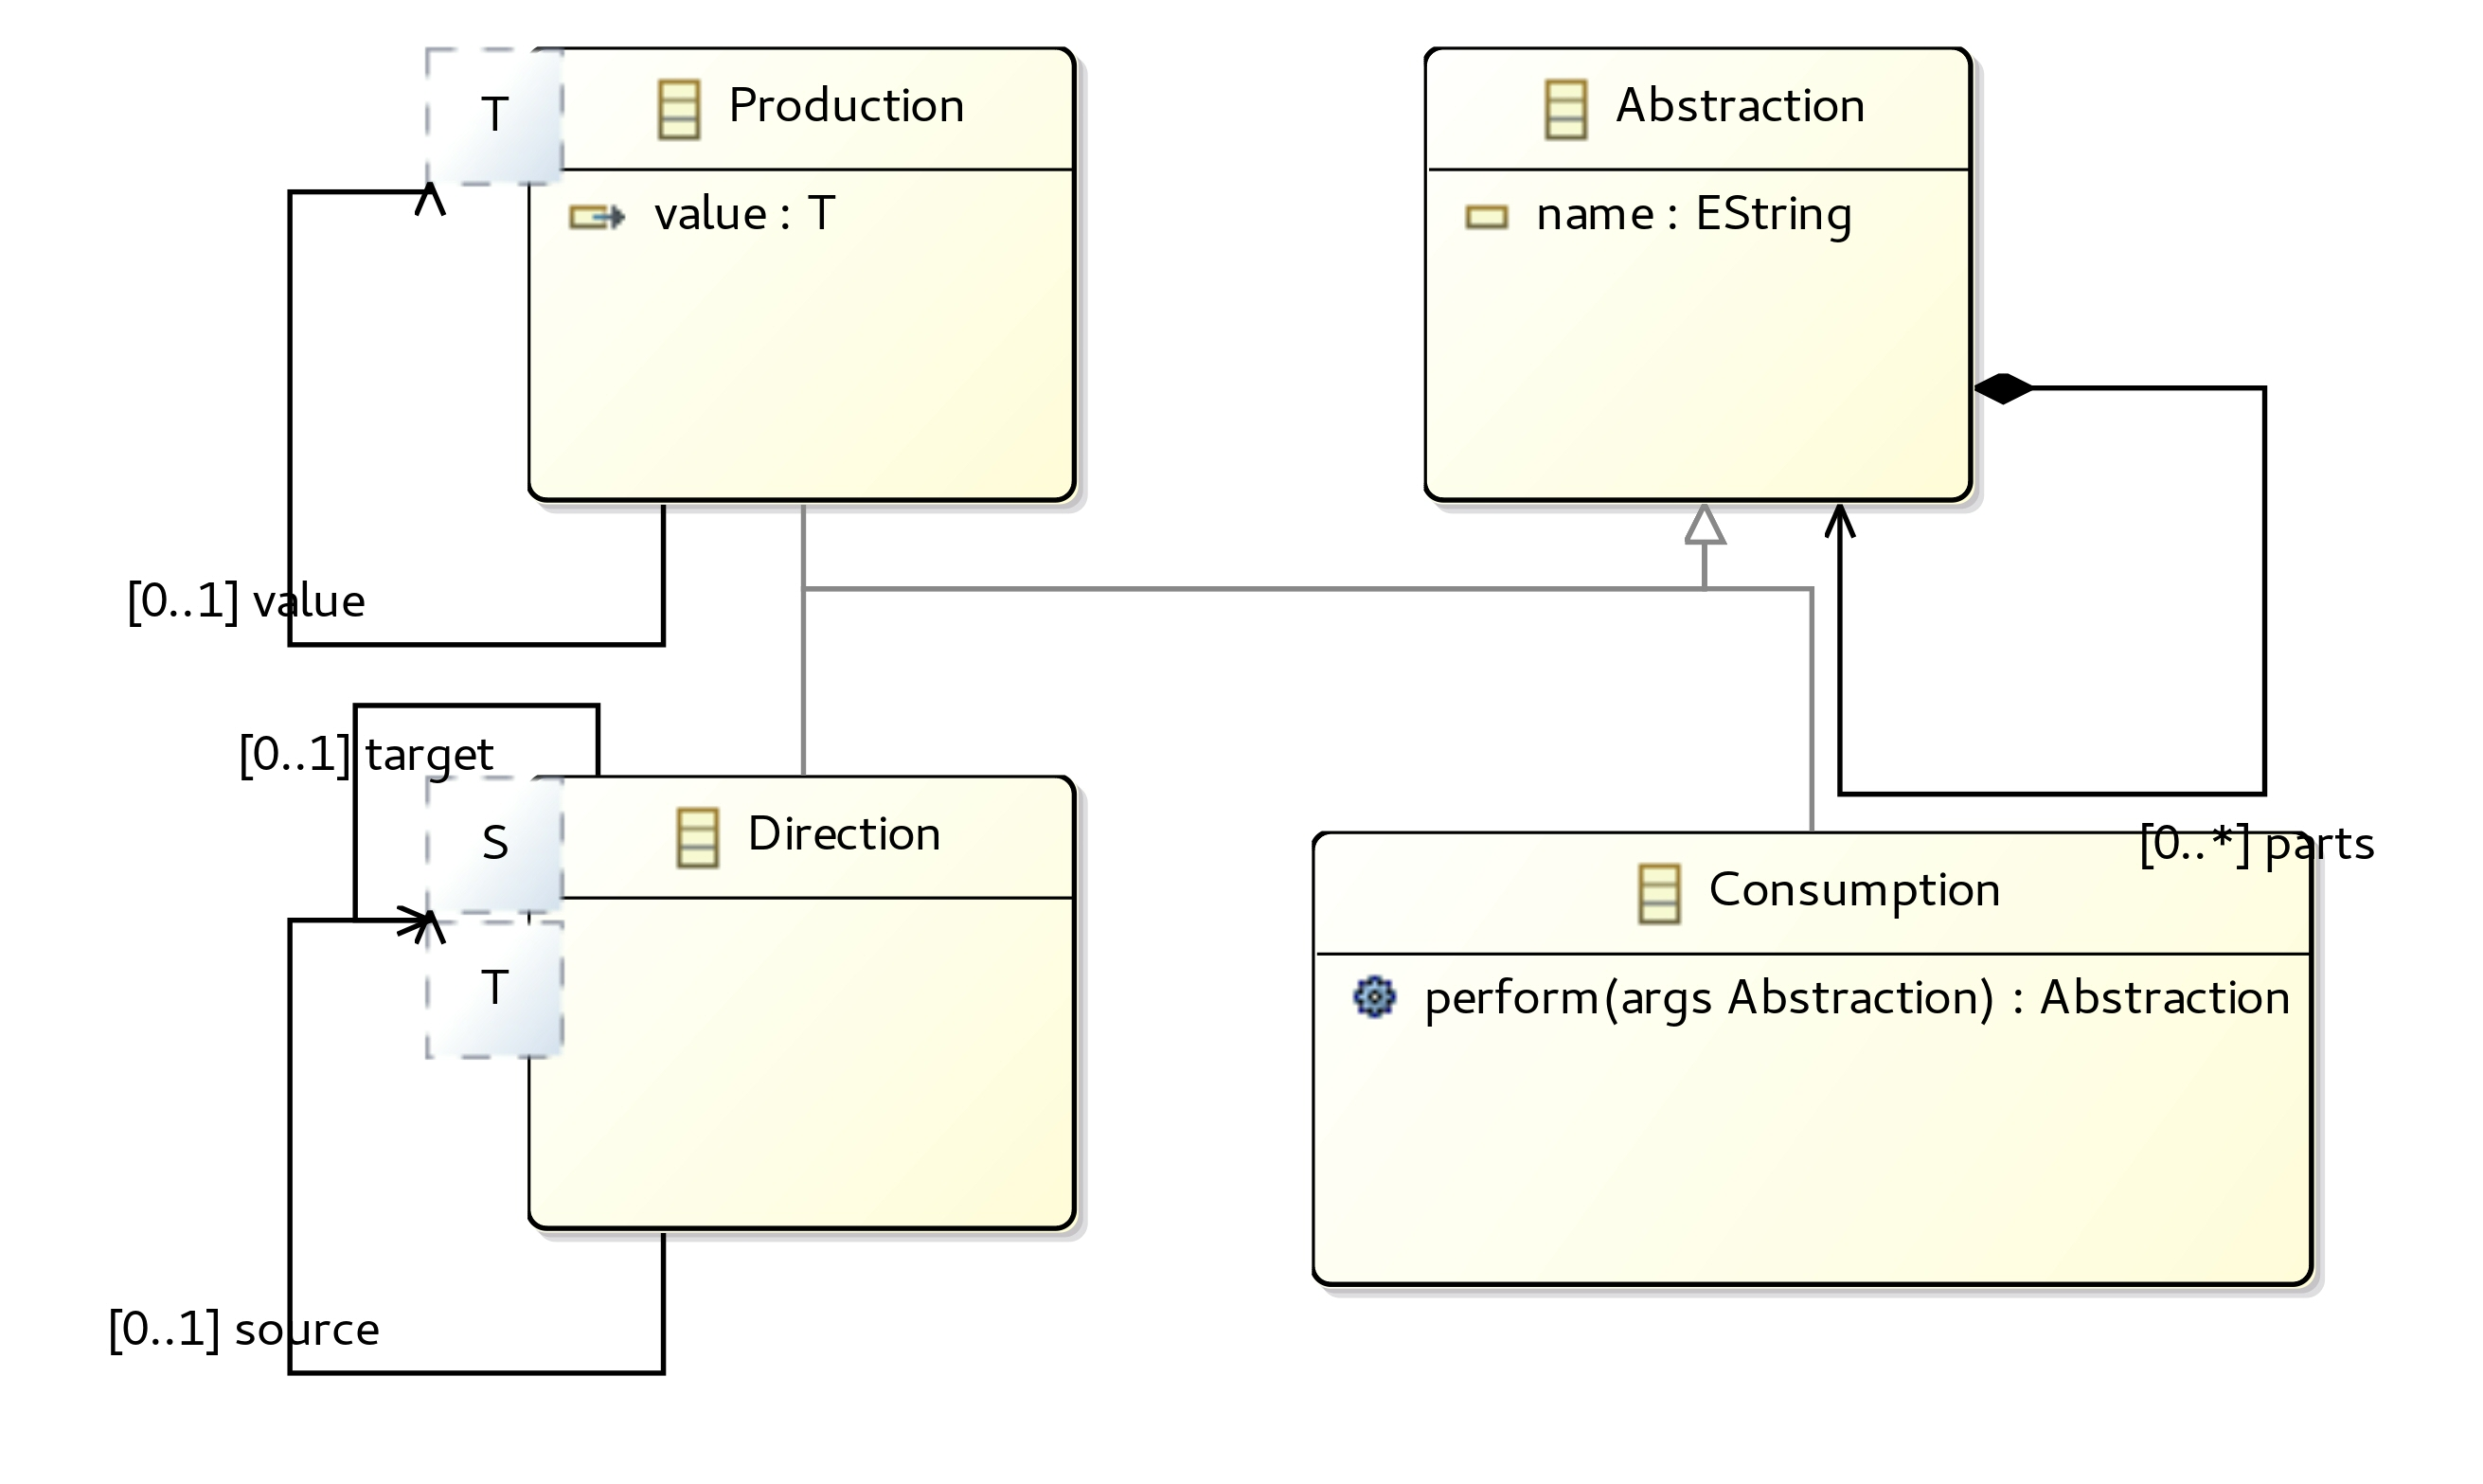 T
Production
value : T
Abstraction
name : EString
[0..1] value
[0..1] target
S
Direction
T
[0..*] parts
Consumption
perform(args Abstraction) : Abstraction
[0..1] source